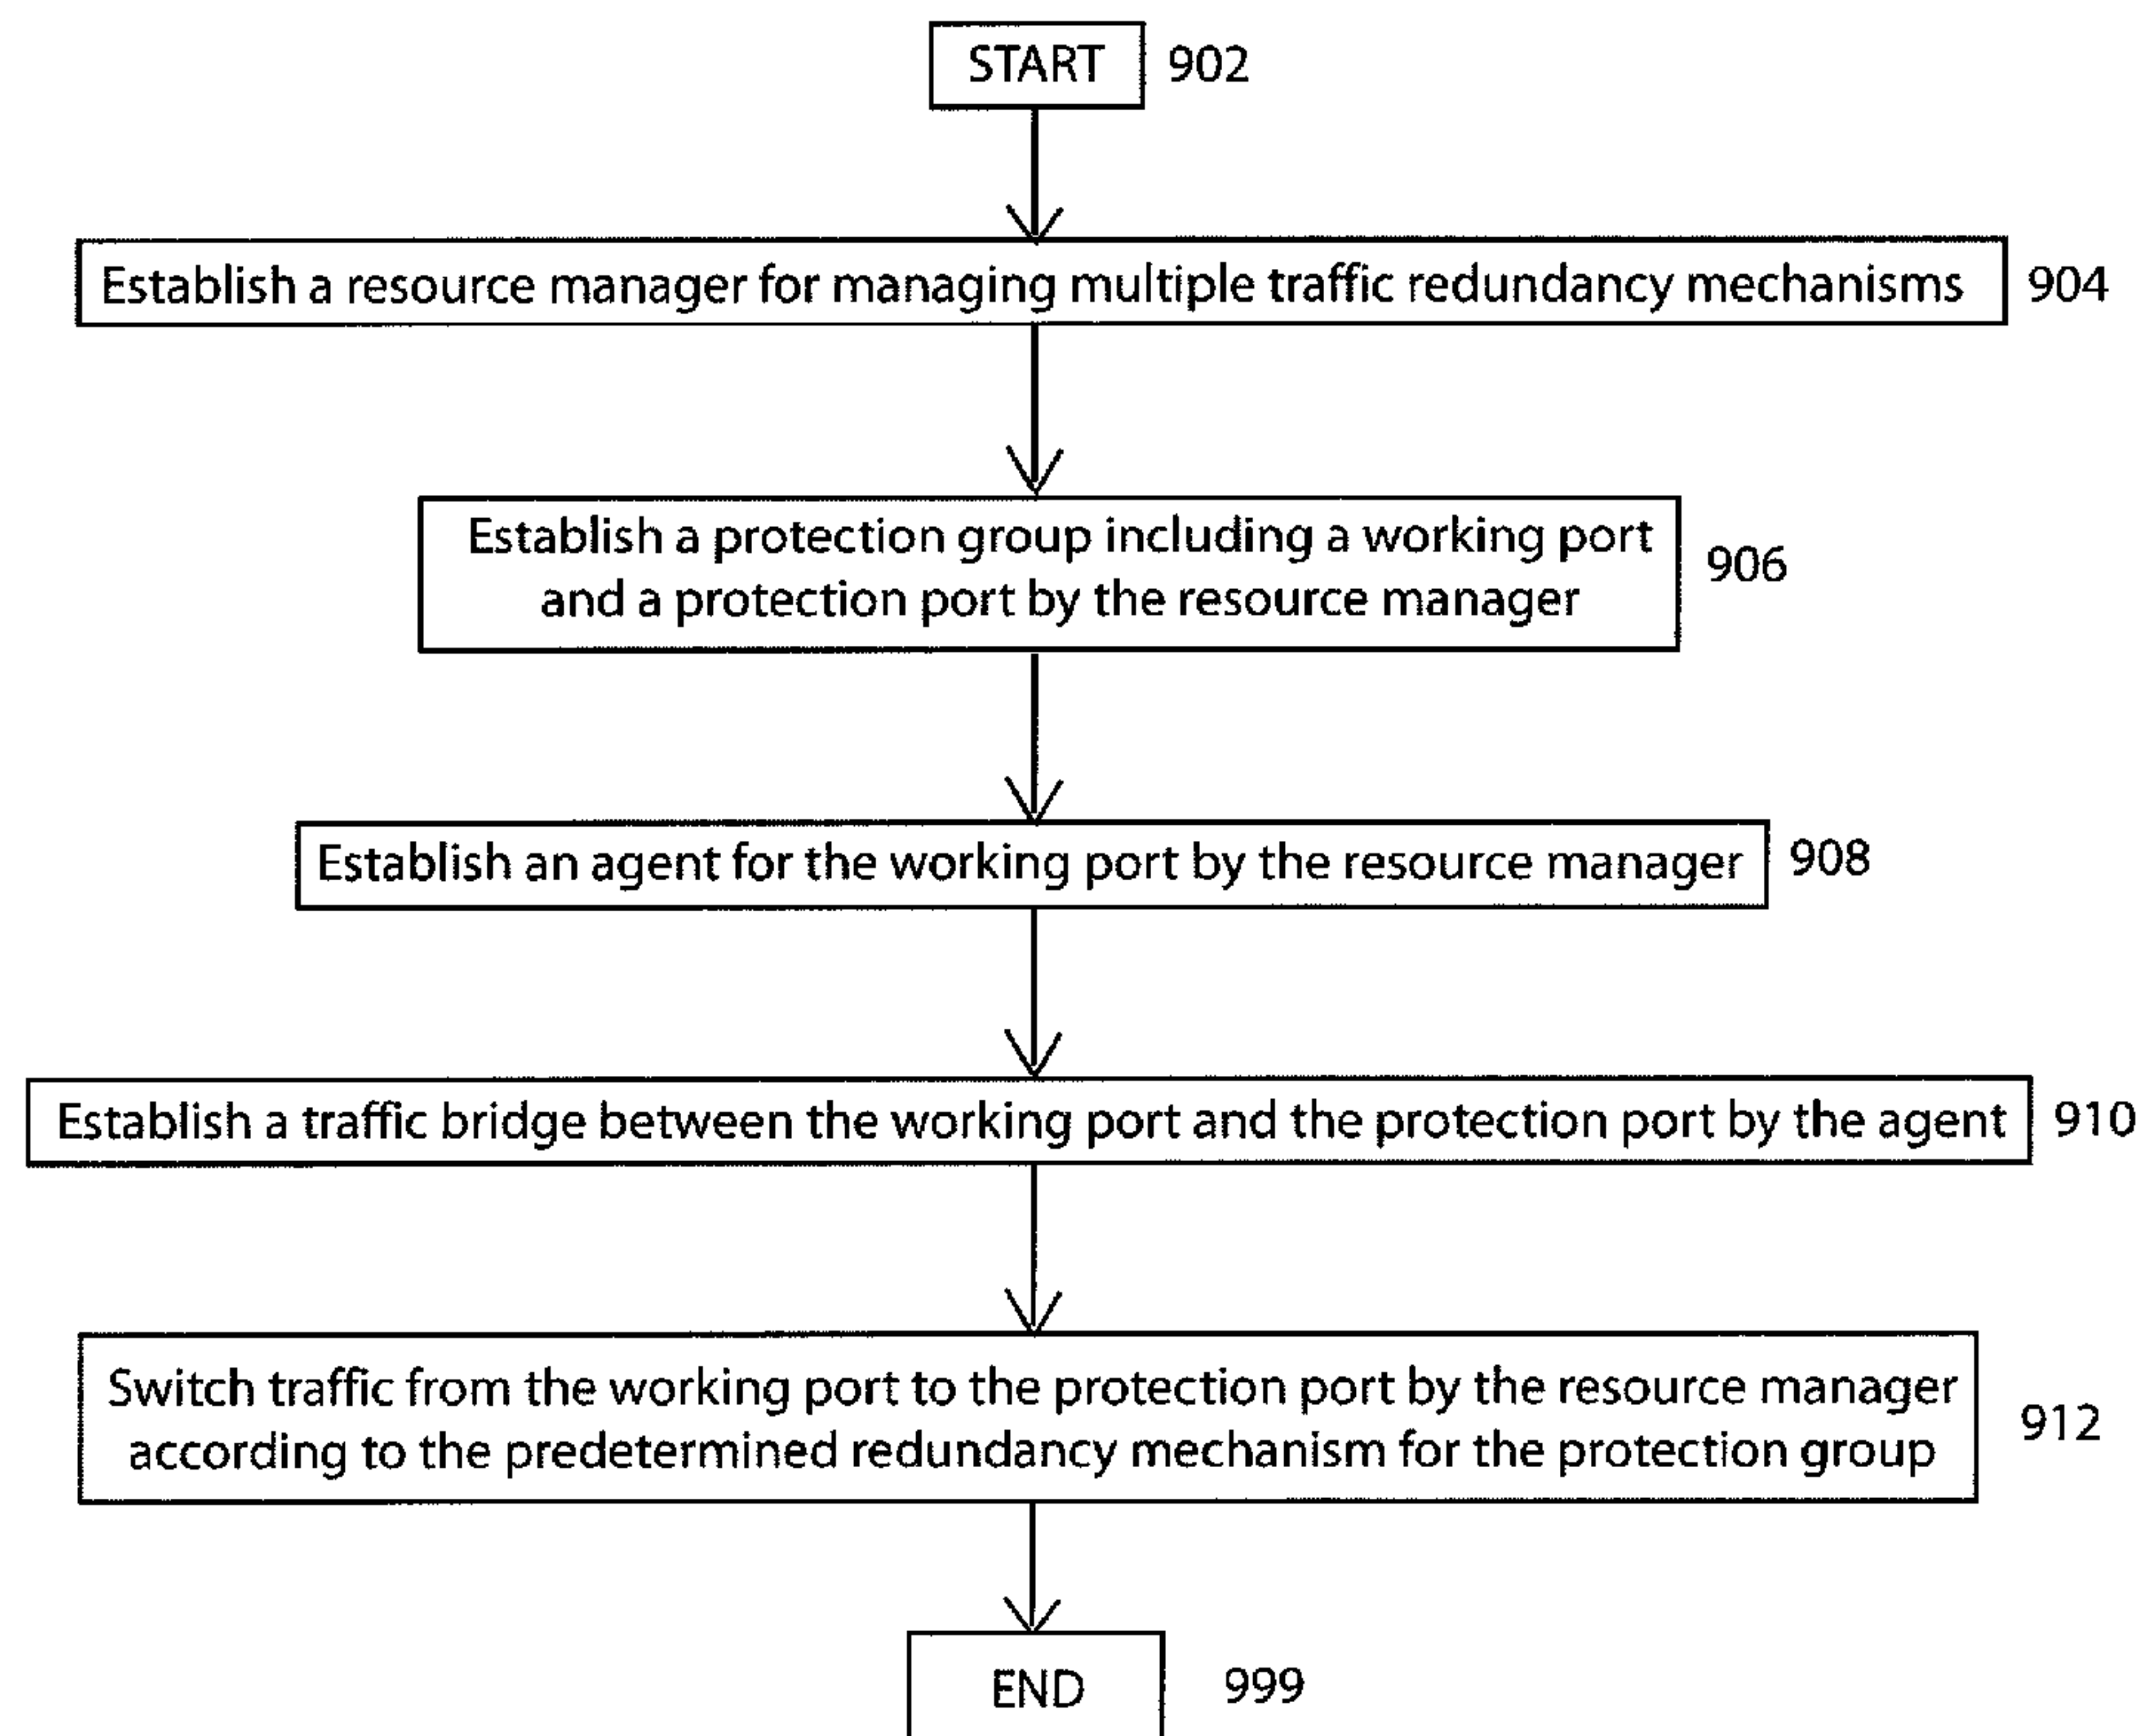 START 902
Establish a resource manager for managing multiple traffic redundancy mechanisms 904
Establish a protection group including a working port
and a protection port by the resource manager
906
Establish an agent for the working port by the resource manager 908
Establish a traffic bridge between the working port and the protection port by the agent 910
Switch traffic from the working port to the protection port by the resource manager
according to the predetermined redundancy mechanism for the protection group
912
END 999